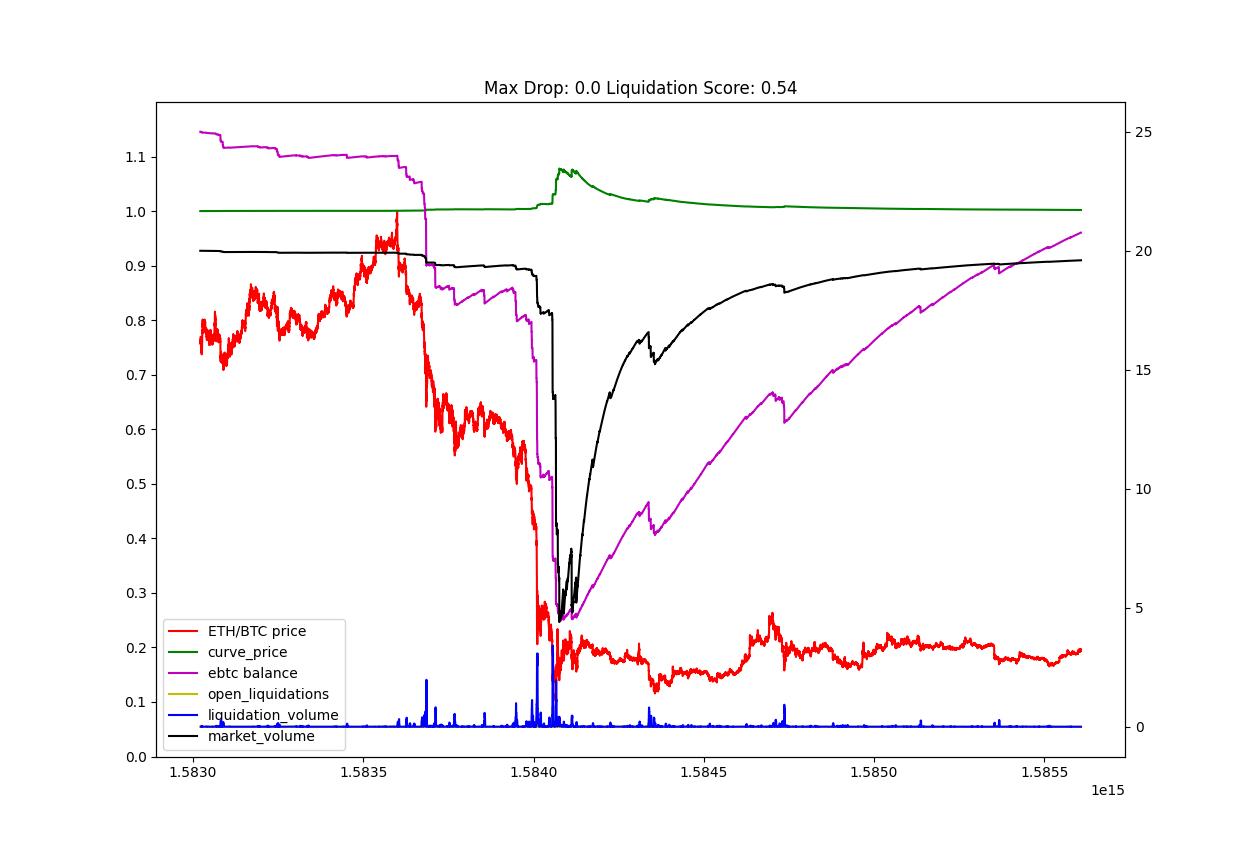 Max Drop: 0.0 Liquidation Score: 0.54
1.1
1.0
0.9
0.8
0.7
0.6
0.5
0.4
0.3
0.2
0.1
0.0
25
20
15
10
5
0
ETH/BTC price
curve_price
ebtc balance
open_liquidations
liquidation_volume
market_volume
1.5830 1.5835 1.5840 1.5845 1.5850 1.5855
1e15